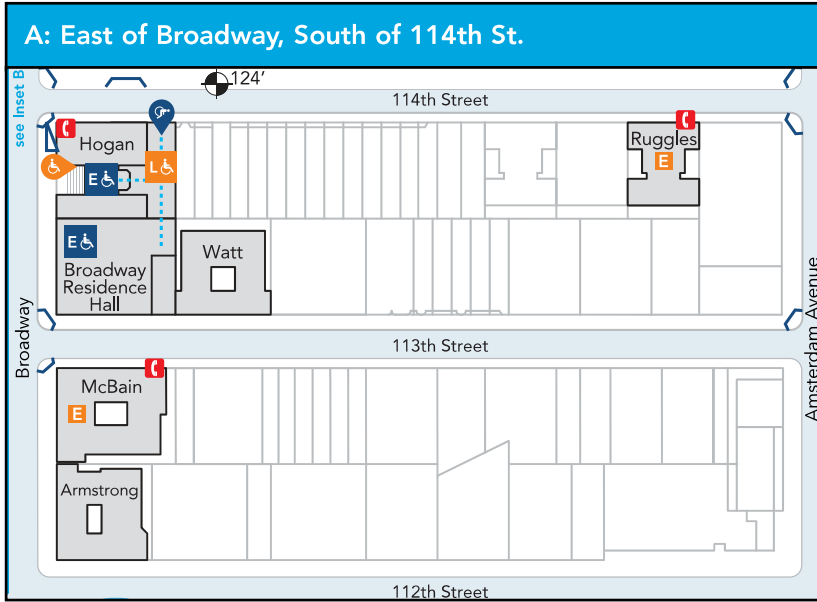 A: East of Broadway, South of 114th St.
see Inset B
124'
114th Street
Hogan
Ruggles
L
E
E
E
Watt
Broadway
Residence
Hall
Broadway
Amsterdam Avenue
113th Street
McBain
E
Armstrong
112th Street